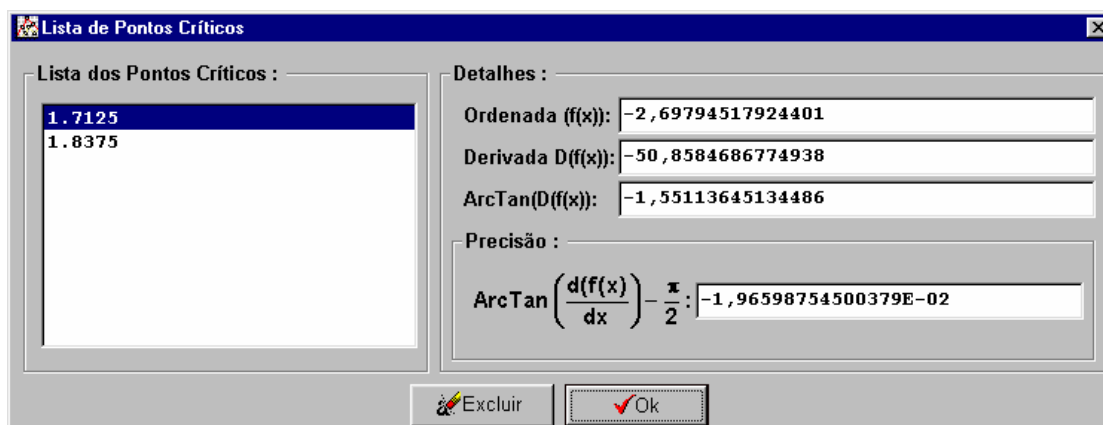 Lista de Pontos Críticos
Lista dos Pontos Críticos :
1.7125
1.8375
Detalhes :
Ordenada (f(x)): -2,69794517924401
Derivada D(f(x)): -50,8584686774938
ArcTan(D(f(x)): -1,55113645134486
Precisão :
ArcTan(d(f(x)/dx) - π/2 : -1,96598754500379E-02
Excluir
Ok